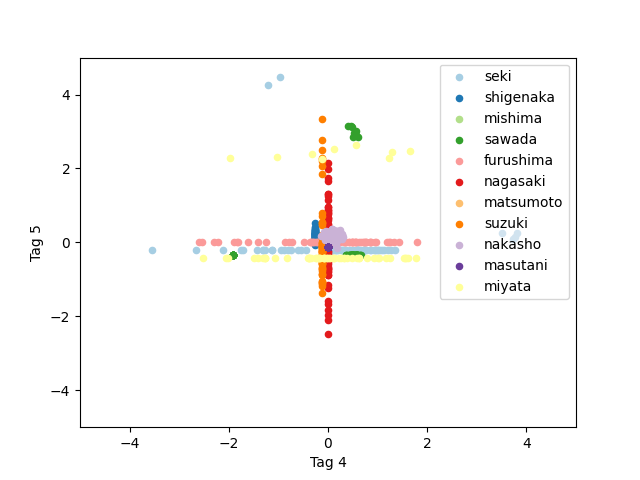 Tag 5
4
2
0
−2
−4
−4
−2
0
2
4
Tag 4
seki
shigenaka
mishima
sawada
furushima
nagasaki
matsumoto
suzuki
nakasho
masutani
miyata